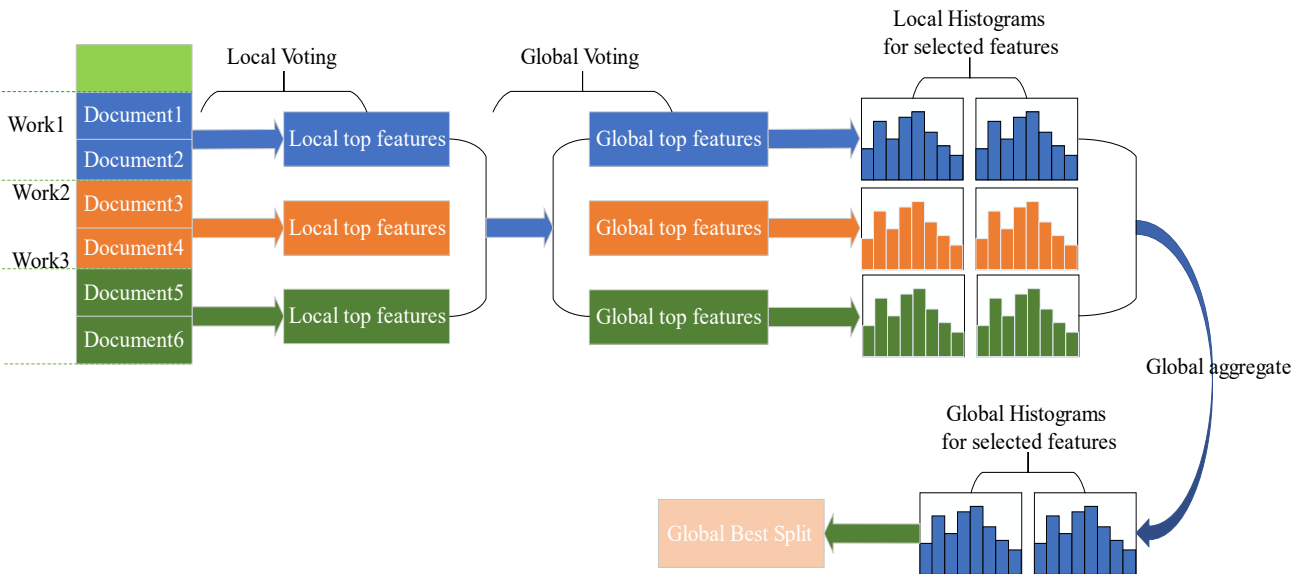 Local Voting
Global Voting
Local Histograms
for selected features
Work1
Document1
Document2
Local top features
Global top features
Work2
Document3
Document4
Local top features
Global top features
Work3
Document5
Document6
Local top features
Global top features
Global aggregate
Global Histograms
for selected features
Global Best Split